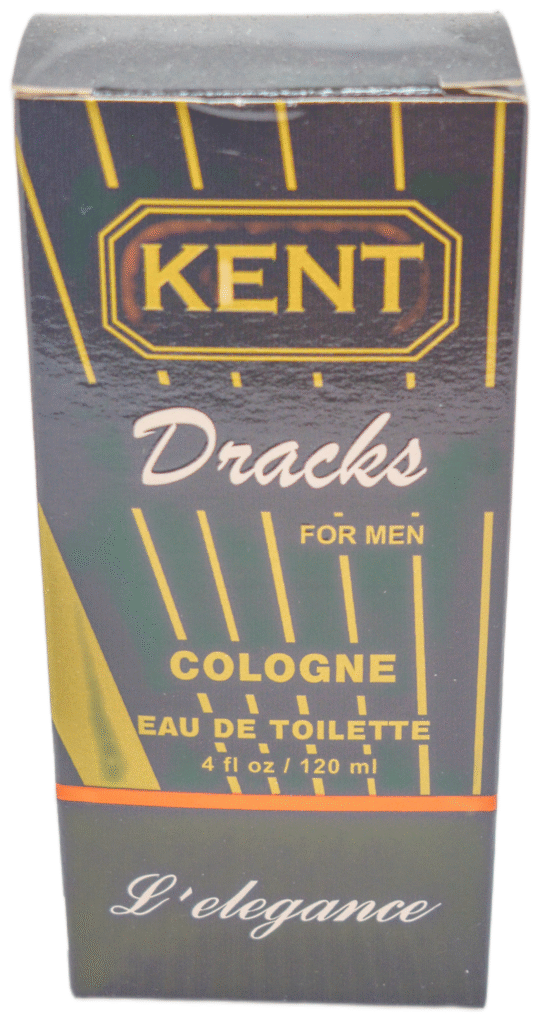 KENT
Dracks
FOR MEN
COLOGNE
EAU DE TOILETTE
4 fl oz / 120 ml
L'elegance